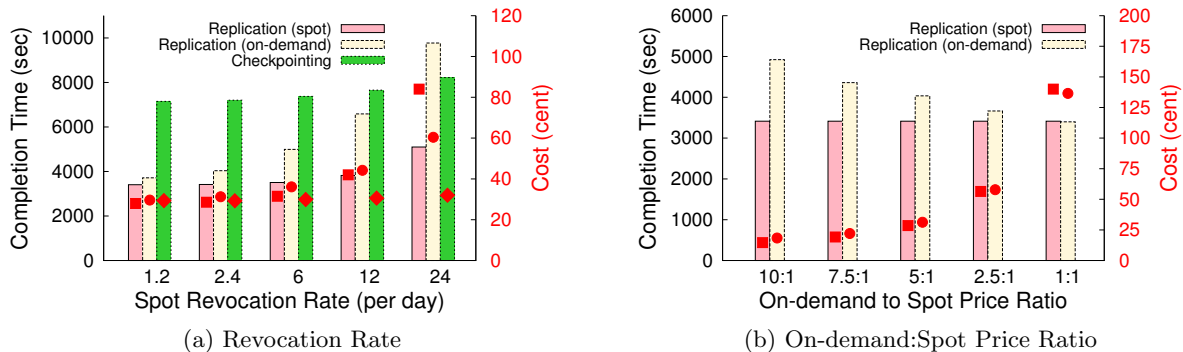 Replication (spot)
Replication (on-demand)
Checkpointing
Completion Time (sec)
10000
8000
6000
4000
2000
0
120
100
80
60
40
20
0
Cost (cent)
1.2 2.4 6 12 24
Spot Revocation Rate (per day)
(a) Revocation Rate
Replication (spot)
Replication (on-demand)
Completion Time (sec)
6000
5000
4000
3000
2000
1000
0
200
175
150
125
100
75
50
25
0
Cost (cent)
10:1 7.5:1 5:1 2.5:1 1:1
On-demand to Spot Price Ratio
(b) On-demand:Spot Price Ratio